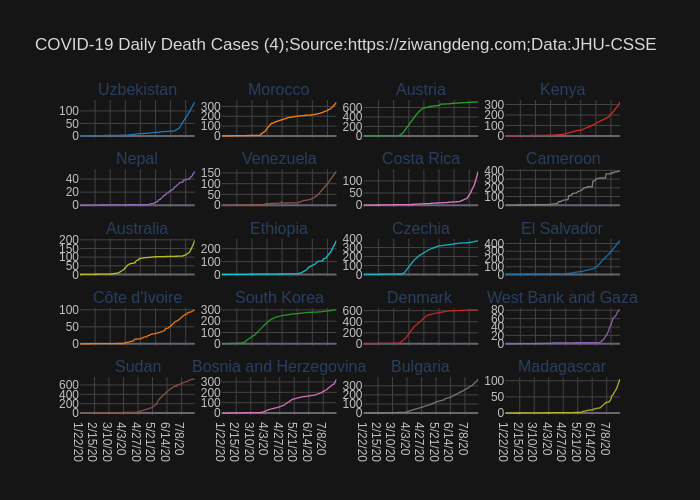 COVID-19 Daily Death Cases (4);Source:https://ziwangdeng.com;Data:JHU-CSSE
Uzbekistan Morocco Austria Kenya
100 50 0 300 200 100 0 600 400 200 0 300 200 100 0
Nepal Venezuela Costa Rica Cameroon
40 20 0 150 100 50 0 100 50 0 400 300 200 100 0
Australia Ethiopia Czechia El Salvador
200 150 100 50 0 200 100 0 400 300 200 100 0 400 300 200 100 0
Côte d'Ivoire South Korea Denmark West Bank and Gaza
100 50 0 300 200 100 0 600 400 200 0 80 60 40 20 0
Sudan Bosnia and Herzegovina Bulgaria Madagascar
600 400 200 0 300 200 100 0 300 200 100 0 100 50 0
1/22/20 2/15/20 3/10/20 4/3/20 4/27/20 5/21/20 6/14/20 7/8/20 1/22/20 2/15/20 3/10/20 4/3/20 4/27/20 5/21/20 6/14/20 7/8/20 1/22/20 2/15/20 3/10/20 4/3/20 4/27/20 5/21/20 6/14/20 7/8/20 1/22/20 2/15/20 3/10/20 4/3/20 4/27/20 5/21/20 6/14/20 7/8/20